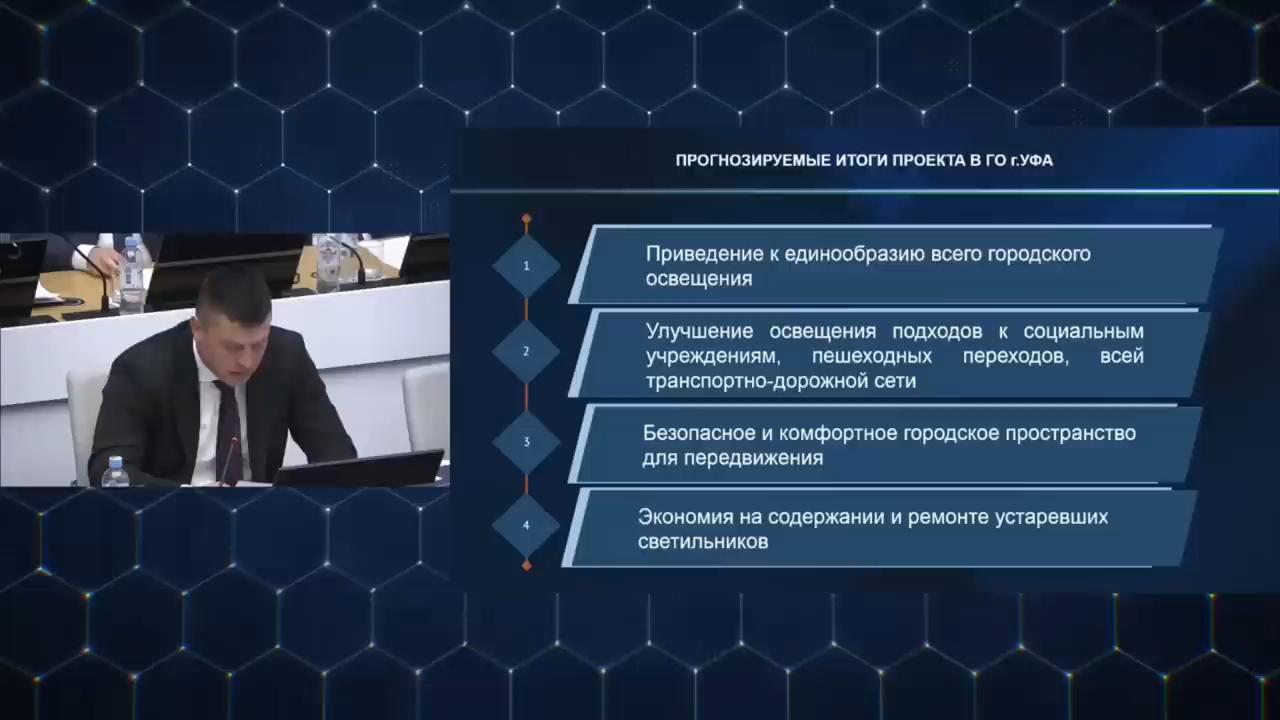 ПРОГНОЗИРУЕМЫЕ ИТОГИ ПРОЕКТА В ГО г.УФА
1
Приведение к единообразию всего городского
освещения
2
Улучшение освещения подходов к социальным
учреждениям, пешеходных переходов, всей
транспортно-дорожной сети
3
Безопасное и комфортное городское пространство
для передвижения
4
Экономия на содержании и ремонте устаревших
светильников